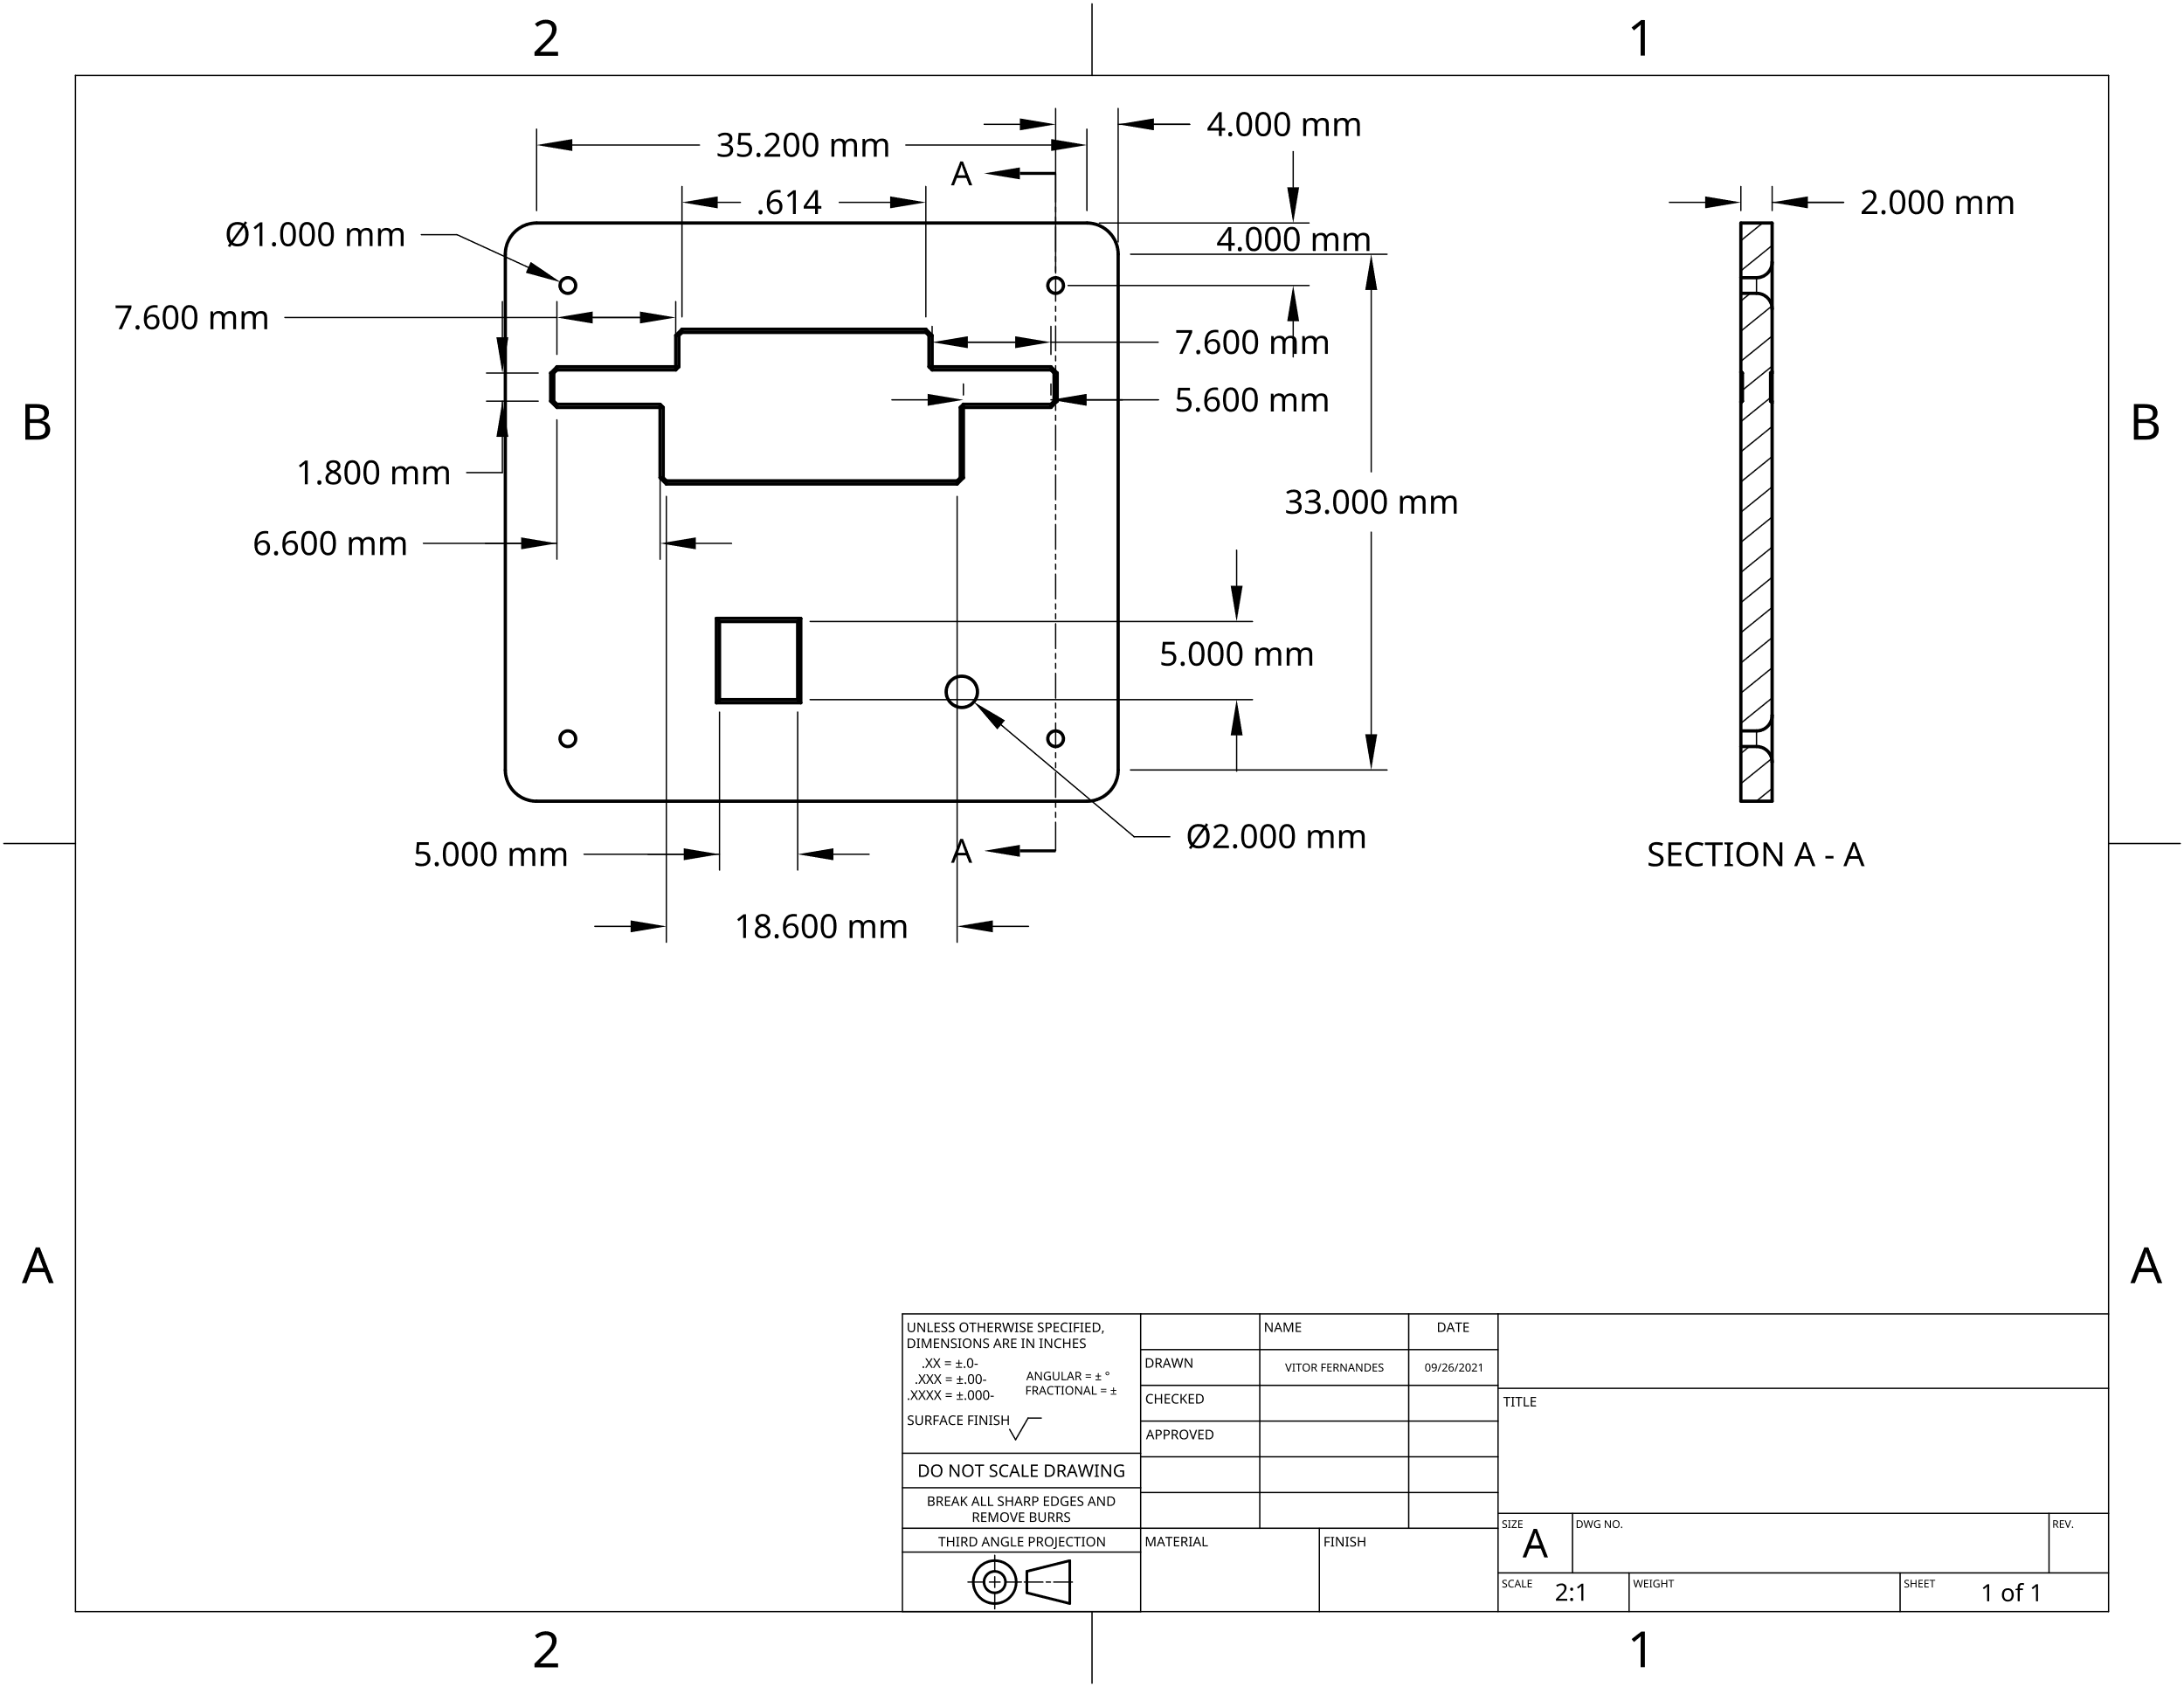 2
1
4.000 mm
35.200 mm
A
.614
2.000 mm
Ø1.000 mm
4.000 mm
7.600 mm
7.600 mm
5.600 mm
B
B
1.800 mm
33.000 mm
6.600 mm
5.000 mm
Ø2.000 mm
5.000 mm
A
SECTION A - A
18.600 mm
A
A
UNLESS OTHERWISE SPECIFIED,
DIMENSIONS ARE IN INCHES
.XX = ±.0-
.XXX = ±.00-
.XXXX = ±.000-
ANGULAR = ± °
FRACTIONAL = ±
SURFACE FINISH
DO NOT SCALE DRAWING
BREAK ALL SHARP EDGES AND
REMOVE BURRS
THIRD ANGLE PROJECTION
NAME
DATE
DRAWN
VITOR FERNANDES
09/26/2021
CHECKED
APPROVED
MATERIAL
FINISH
TITLE
SIZE
A
DWG NO.
REV.
SCALE
2:1
WEIGHT
SHEET
1 of 1
2
1